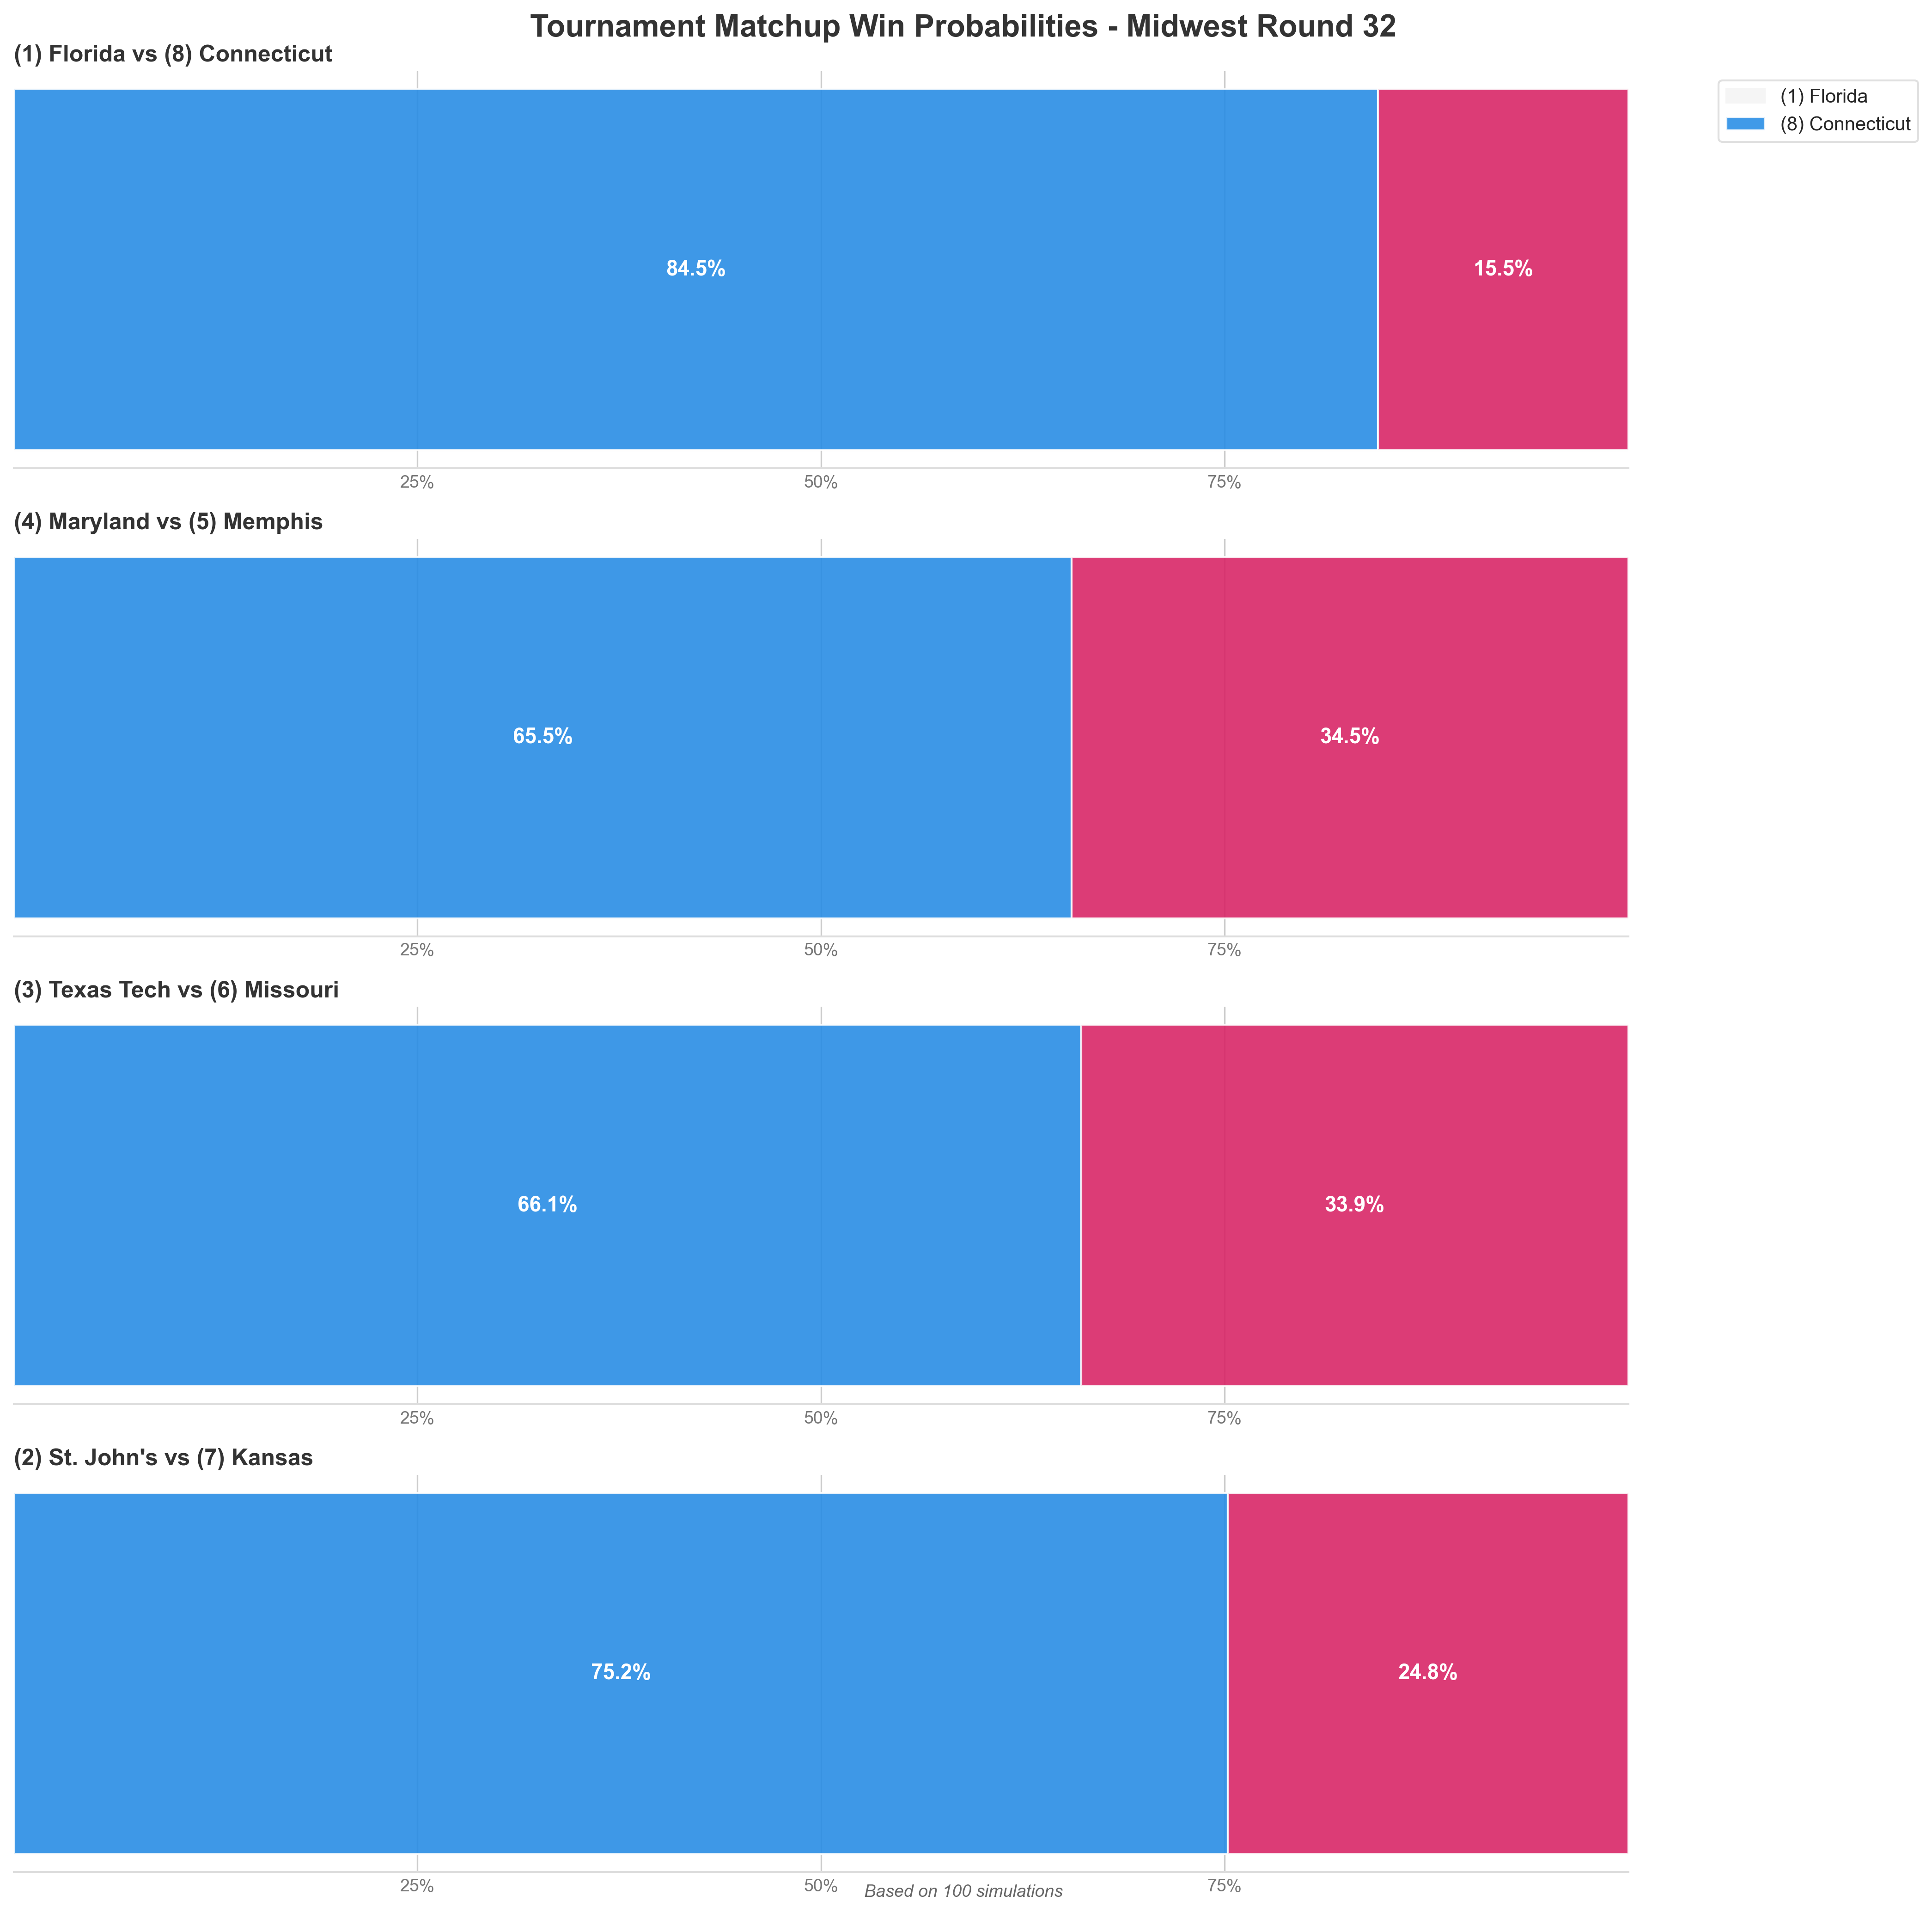 Tournament Matchup Win Probabilities - Midwest Round 32
(1) Florida vs (8) Connecticut
(1) Florida
(8) Connecticut
84.5% 15.5%
25% 50% 75%
(4) Maryland vs (5) Memphis
65.5% 34.5%
25% 50% 75%
(3) Texas Tech vs (6) Missouri
66.1% 33.9%
25% 50% 75%
(2) St. John's vs (7) Kansas
75.2% 24.8%
25% 50% 75%
Based on 100 simulations